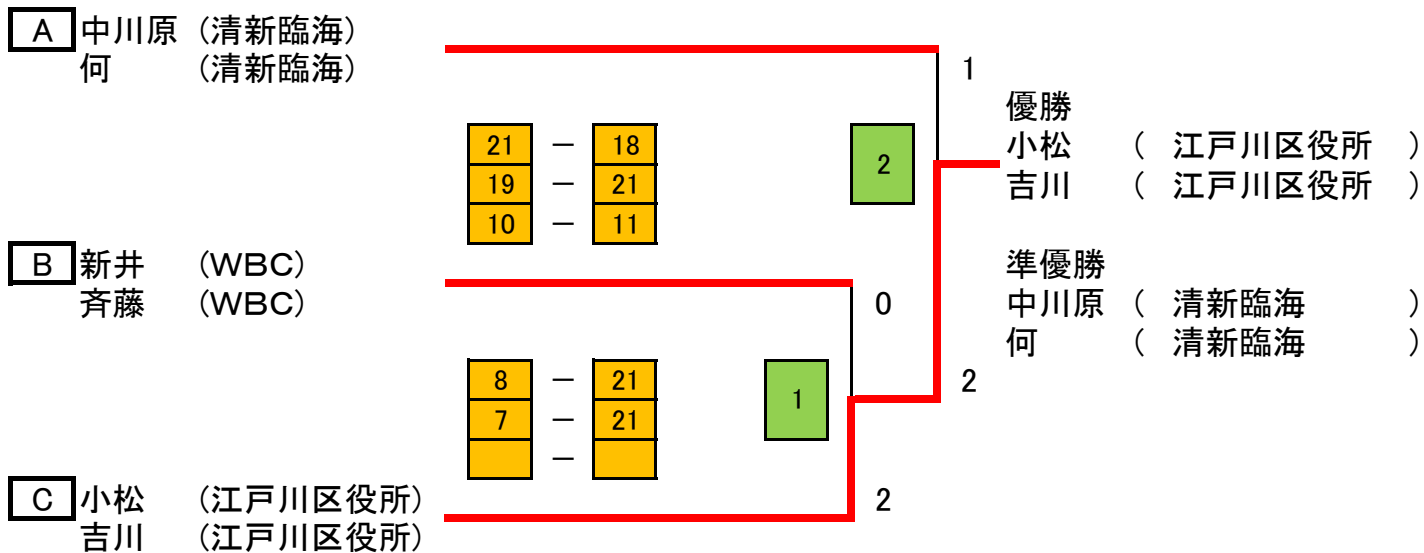 A 中川原 (清新臨海)
何 (清新臨海)
1
優勝
21 － 18
2
小松 ( 江戸川区役所 )
19 － 21
吉川 ( 江戸川区役所 )
10 － 11
B 新井 (WBC)
準優勝
斉藤 (WBC)
0
中川原 ( 清新臨海 )
何 ( 清新臨海 )
8 － 21
1
2
7 － 21
－
C 小松 (江戸川区役所)
2
吉川 (江戸川区役所)